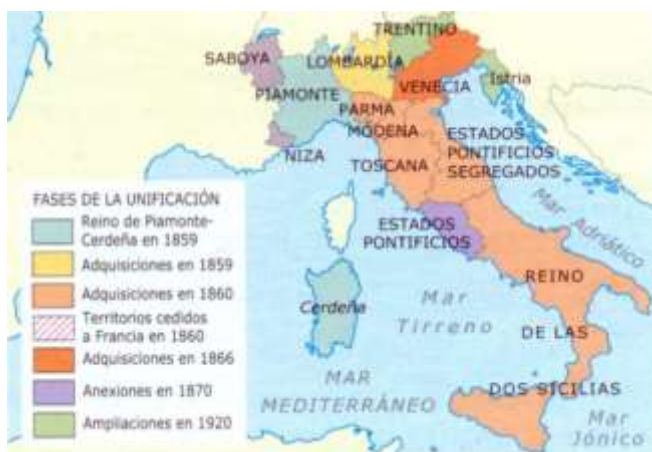 TRENTINO
SABOYA
LOMBARDÍA
VENECIA
Istria
PIAMONTE
PARMA
MÓDENA
NIZA
TOSCANA
ESTADOS
PONTIFICIOS
SEGREGADOS
Mar Adriático
ESTADOS
PONTIFICIOS
REINO
DE LAS
DOS SICILIAS
Cerdeña
Mar
Tirreno
MAR
MEDITERRÁNEO
Mar
Jónico
FASES DE LA UNIFICACIÓN
Reino de Piamonte-
Cerdeña en 1859
Adquisiciones en 1859
Adquisiciones en 1860
Territorios cedidos
a Francia en 1860
Adquisiciones en 1866
Anexiones en 1870
Ampliaciones en 1920